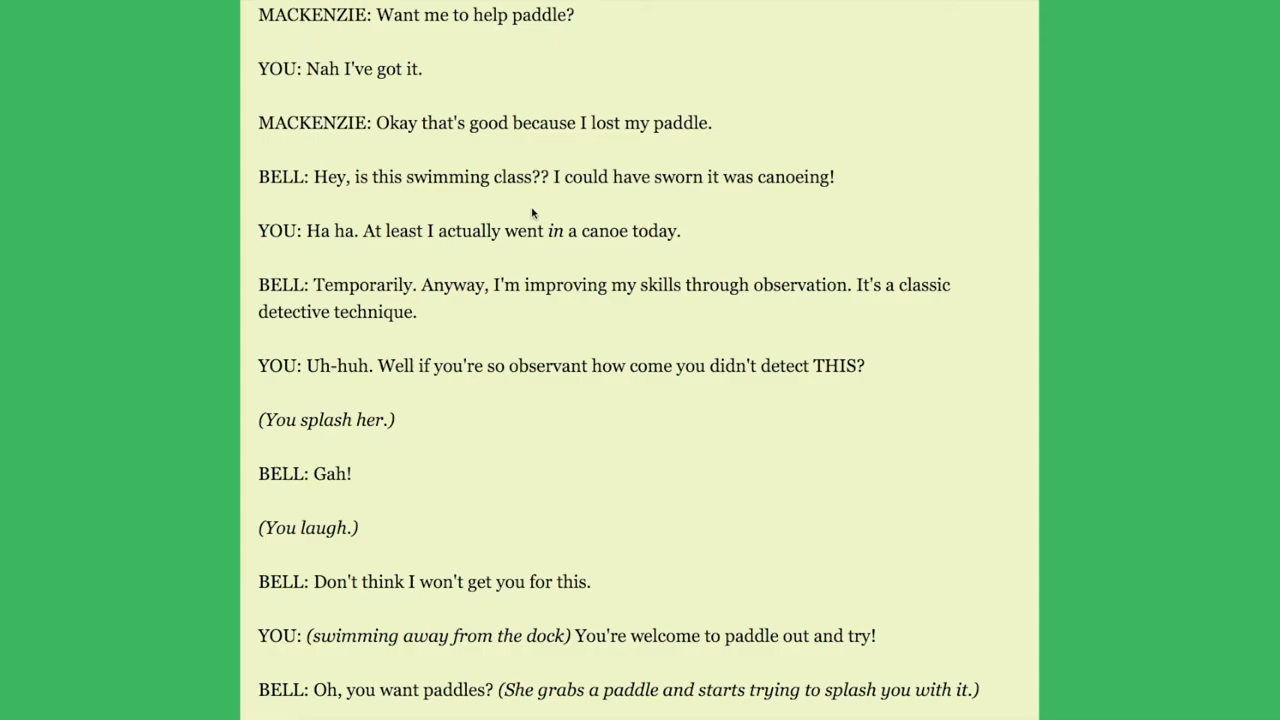 MACKENZIE: Want me to help paddle?
YOU: Nah I've got it.
MACKENZIE: Okay that's good because I lost my paddle.
BELL: Hey, is this swimming class?? I could have sworn it was canoeing!
YOU: Ha ha. At least I actually went in a canoe today.
BELL: Temporarily. Anyway, I'm improving my skills through observation. It's a classic
detective technique.
YOU: Uh-huh. Well if you're so observant how come you didn't detect THIS?
(You splash her.)
BELL: Gah!
(You laugh.)
BELL: Don't think I won't get you for this.
YOU: (swimming away from the dock) You're welcome to paddle out and try!
BELL: Oh, you want paddles? (She grabs a paddle and starts trying to splash you with it.)